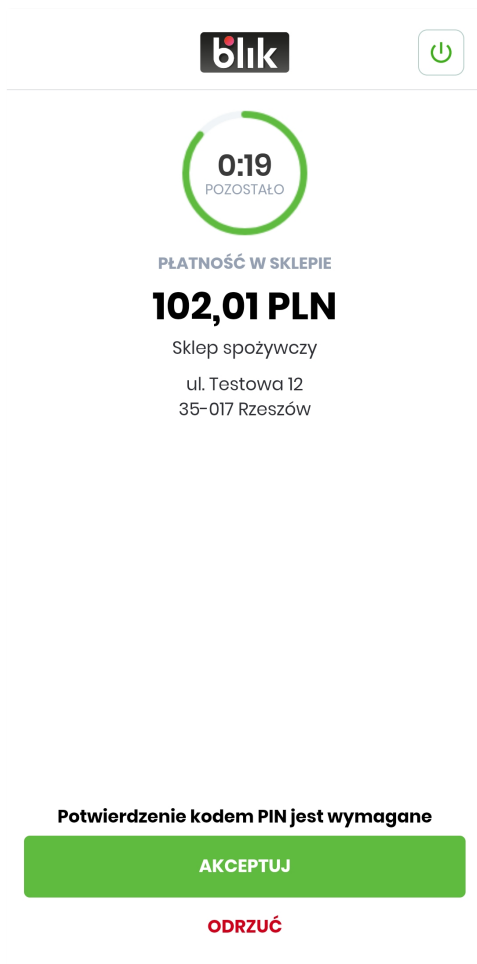 blik
0:19
POZOSTAŁO
PŁATNOŚĆ W SKLEPIE
102,01 PLN
Sklep spożywczy
ul. Testowa 12
35-017 Rzeszów
Potwierdzenie kodem PIN jest wymagane
AKCEPTUJ
ODRZUĆ